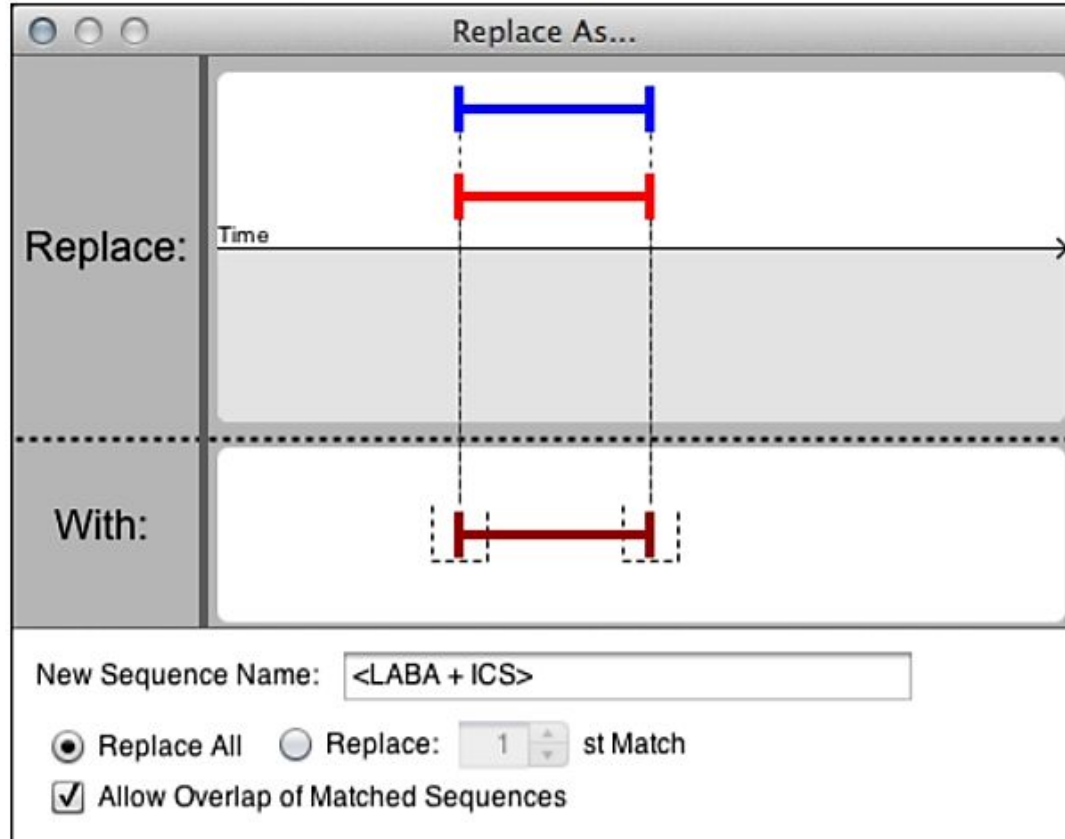 Replace As...
Replace:
Time
With:
New Sequence Name: <LABA + ICS>
Replace All Replace: 1 st Match
Allow Overlap of Matched Sequences